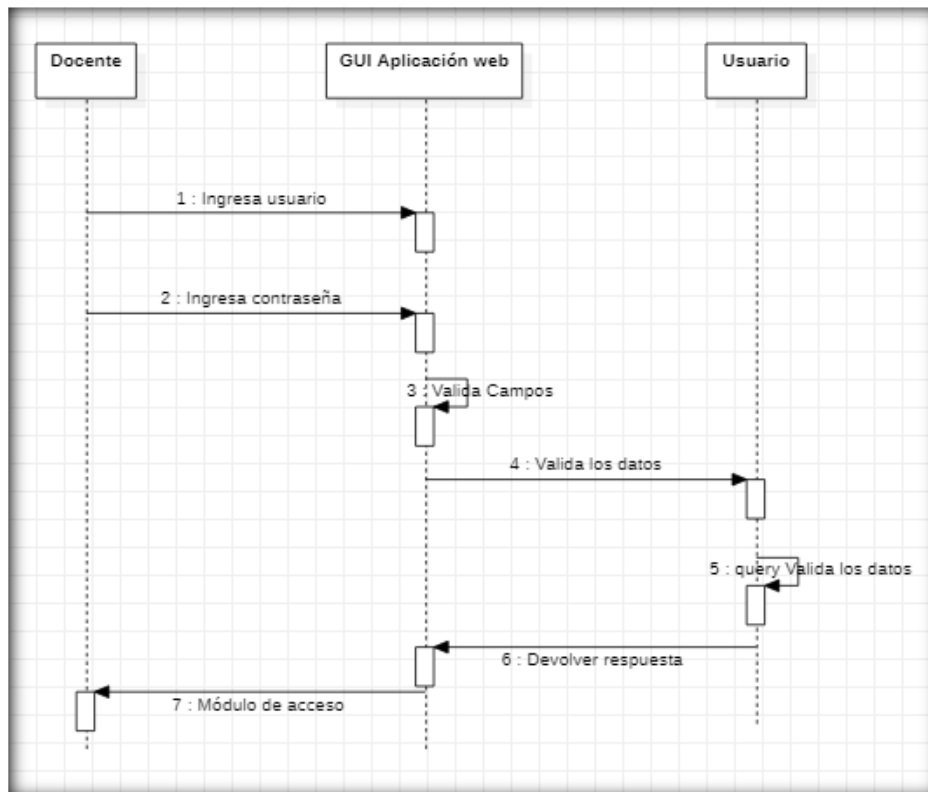 Docente
GUI Aplicación web
Usuario
1 : Ingresa usuario
2 : Ingresa contraseña
3 : Valida Campos
4 : Valida los datos
5 : query Valida los datos
6 : Devolver respuesta
7 : Módulo de acceso